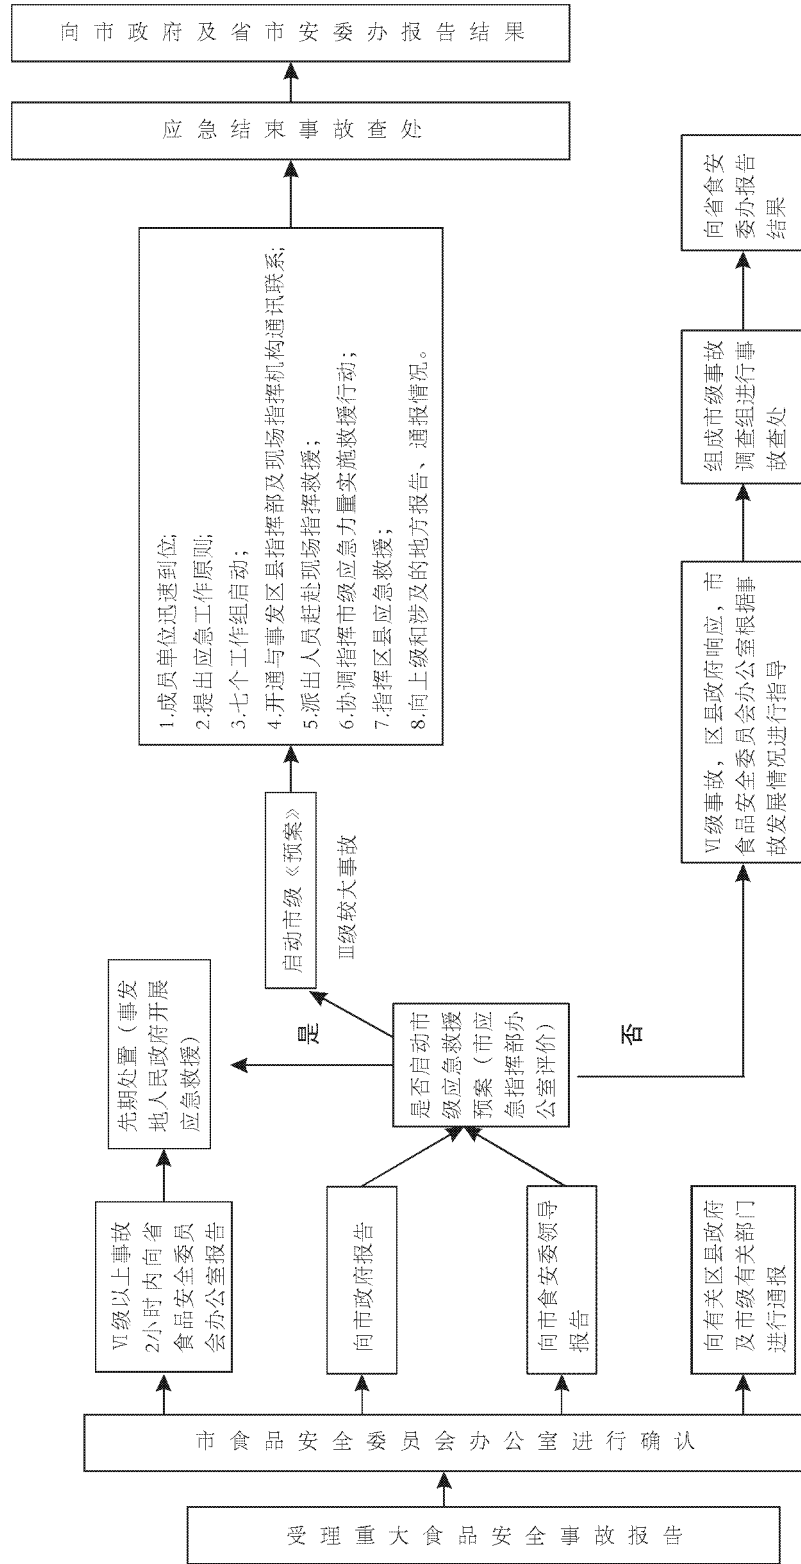 受理重大食品安全事故报告
市食品安全委员会办公室进行确认
Ⅵ级以上事故
2小时内向省
食品安全委员
会办公室报告
向市政府报告
向市食安委领导
报告
向有关区县政府
及市级有关部门
进行通报
先期处置（事发
地人民政府开展
应急救援）
是否启动市
级应急救援
预案（市应
急指挥部办
公室评价）
是
否
启动市级《预案》
Ⅲ级较大事故
Ⅵ级事故，区县政府响应，市
食品安全委员会办公室根据事
故发展情况进行指导
1.成员单位迅速到位;
2.提出应急工作原则;
3.七个工作组启动;
4.开通与事发区县指挥部及现场指挥机构通讯联系;
5.派出人员赶赴现场指挥救援;
6.协调指挥市级应急力量实施救援行动;
7.指挥区县应急救援;
8.向上级和涉及的地方报告、通报情况。
组成市级事故
调查组进行事
故查处
应急结束事故查处
向省食安
委办报告
结果
向市政府及省市安委办报告结果